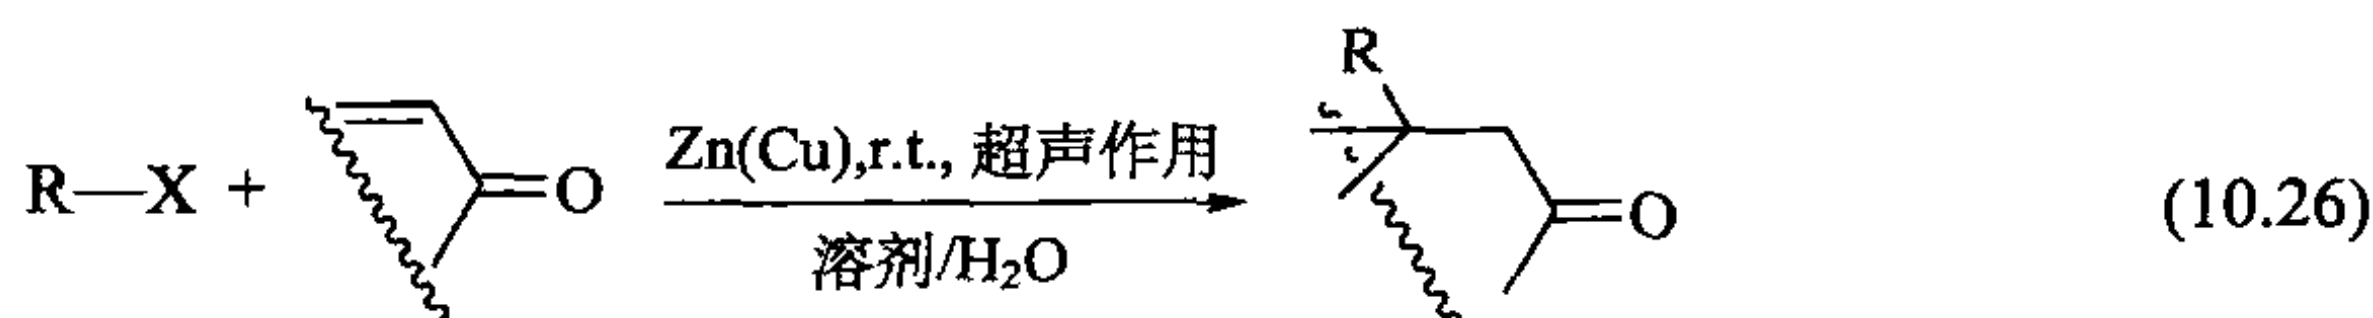 R
R—X + =O Zn(Cu),r.t., 超声作用 =O (10.26)
溶剂/H₂O